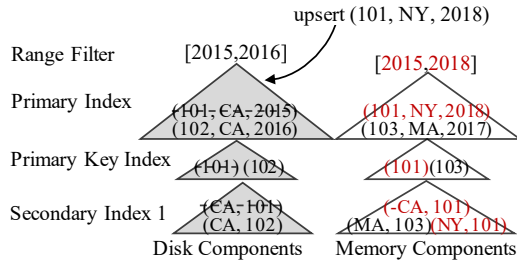 upsert (101, NY, 2018)
Range Filter [2015,2016] [2015,2018]
Primary Index (101, CA, 2015) (101, NY, 2018)
(102, CA, 2016) (103, MA, 2017)
Primary Key Index (101) (102) (101)(103)
(CA, 101) (-CA, 101)
Secondary Index 1 (CA, 102) (MA, 103)(NY, 101)
Disk Components Memory Components